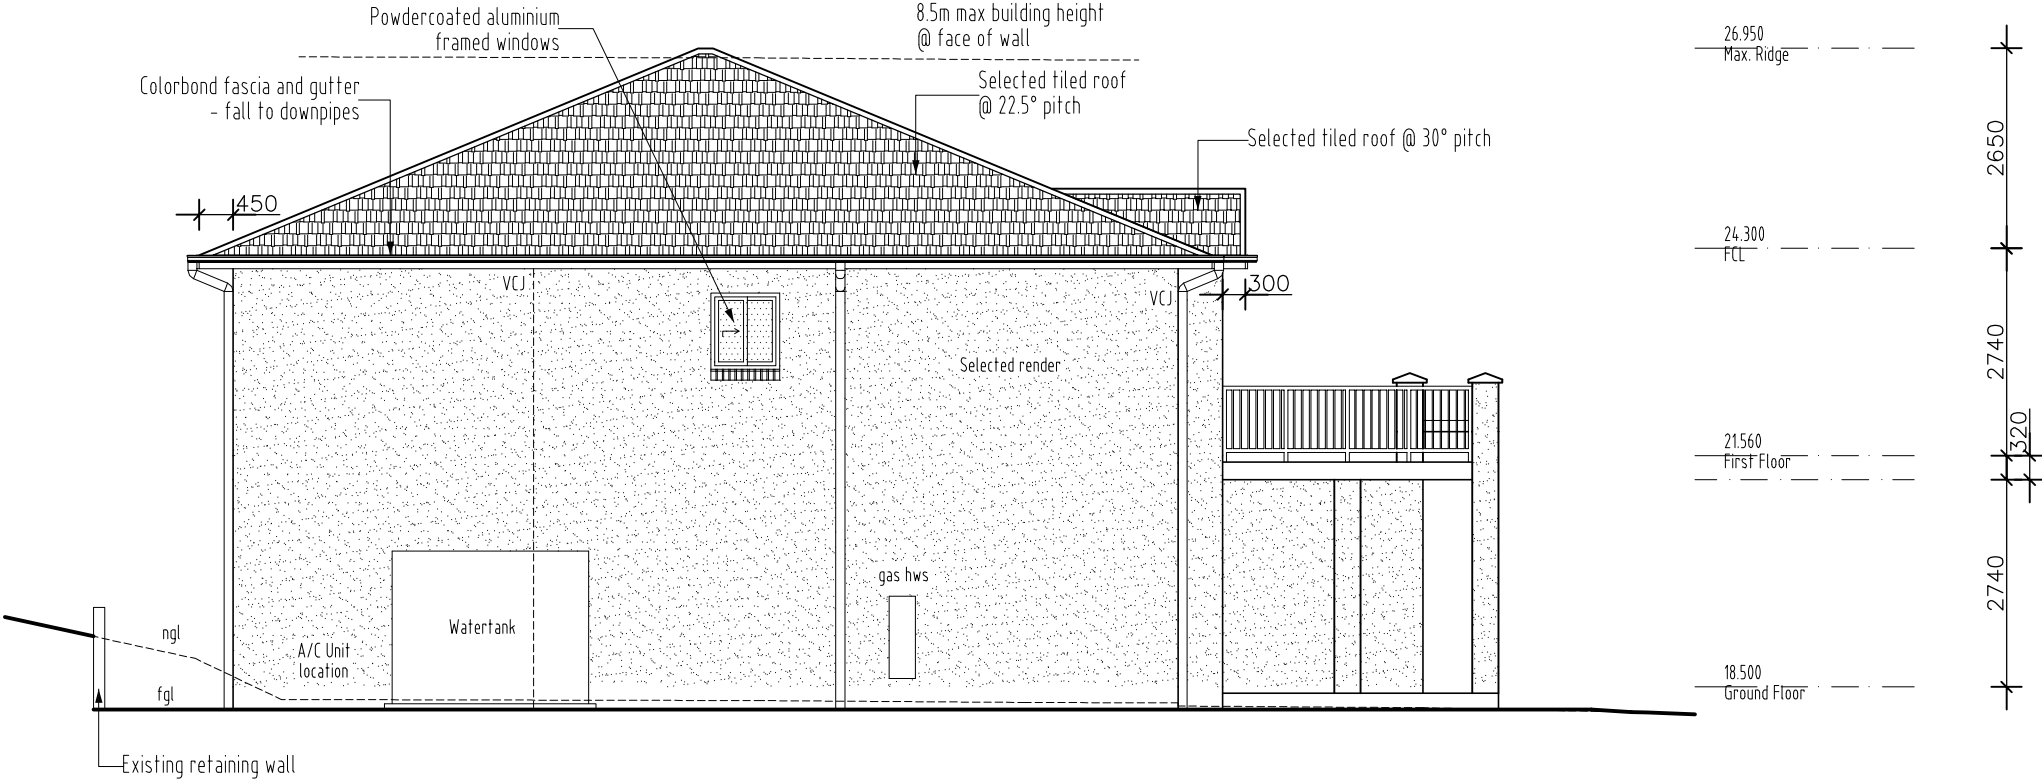 Powdercoated aluminium
framed windows
8.5m max building height
@ face of wall
26.950
Max. Ridge
Colorbond fascia and gutter
- fall to downpipes
Selected tiled roof
@ 22.5° pitch
Selected tiled roof @ 30° pitch
2650
450
24.300
FCL
VCJ
VCJ
300
Selected render
2740
21.560
First Floor
320
gas hws
2740
Watertank
ngl
A/C Unit
location
fgl
18.500
Ground Floor
Existing retaining wall